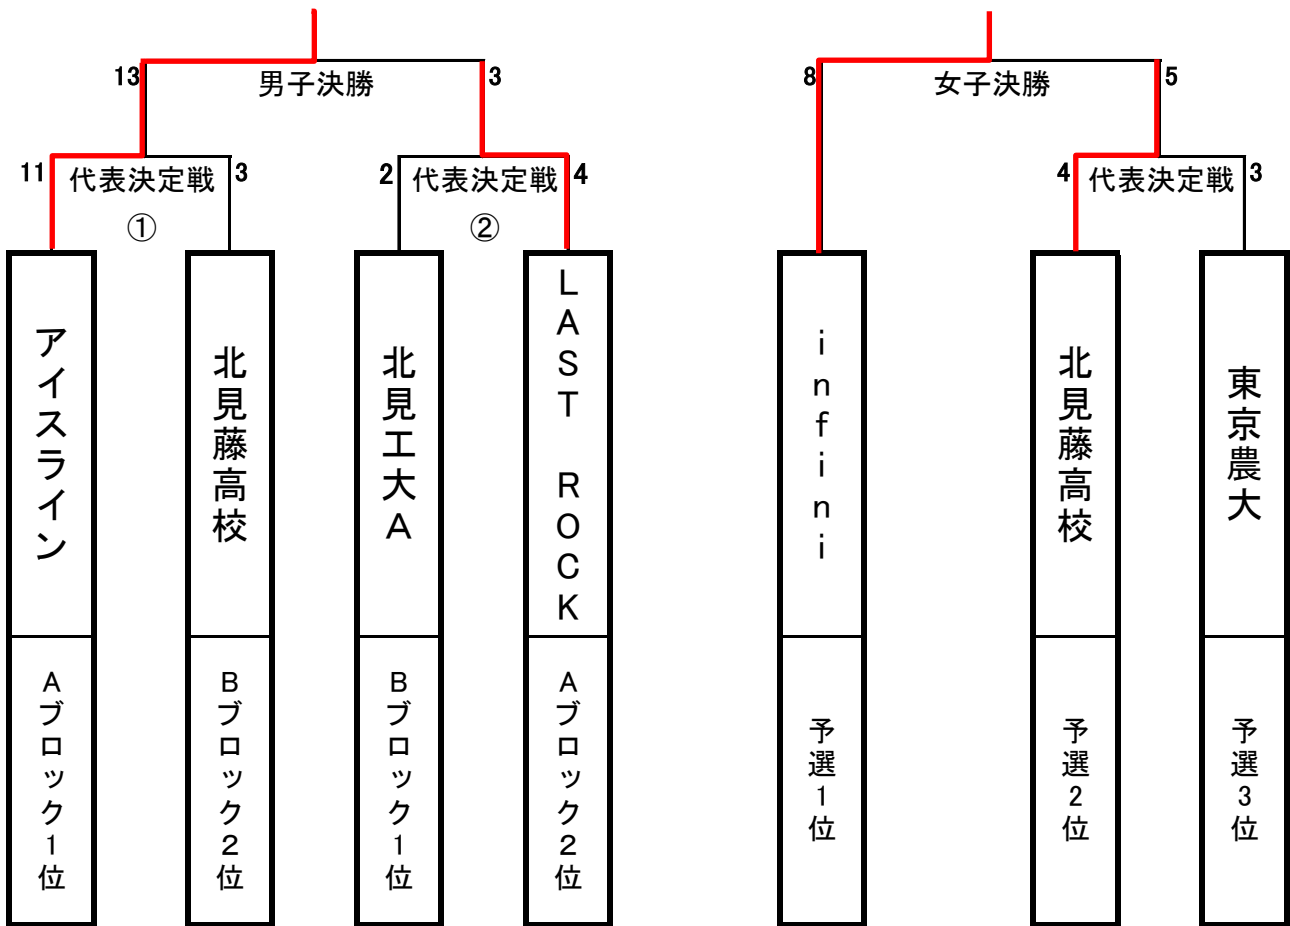 13
男子決勝
3
8
女子決勝
5
11
代表決定戦
3
①
2
代表決定戦
4
②
4
代表決定戦
3
アイスライン
北見藤高校
北見工大A
LAST ROCK
infini
北見藤高校
東京農大
Aブロック1位
Bブロック2位
Bブロック1位
Aブロック2位
予選1位
予選2位
予選3位